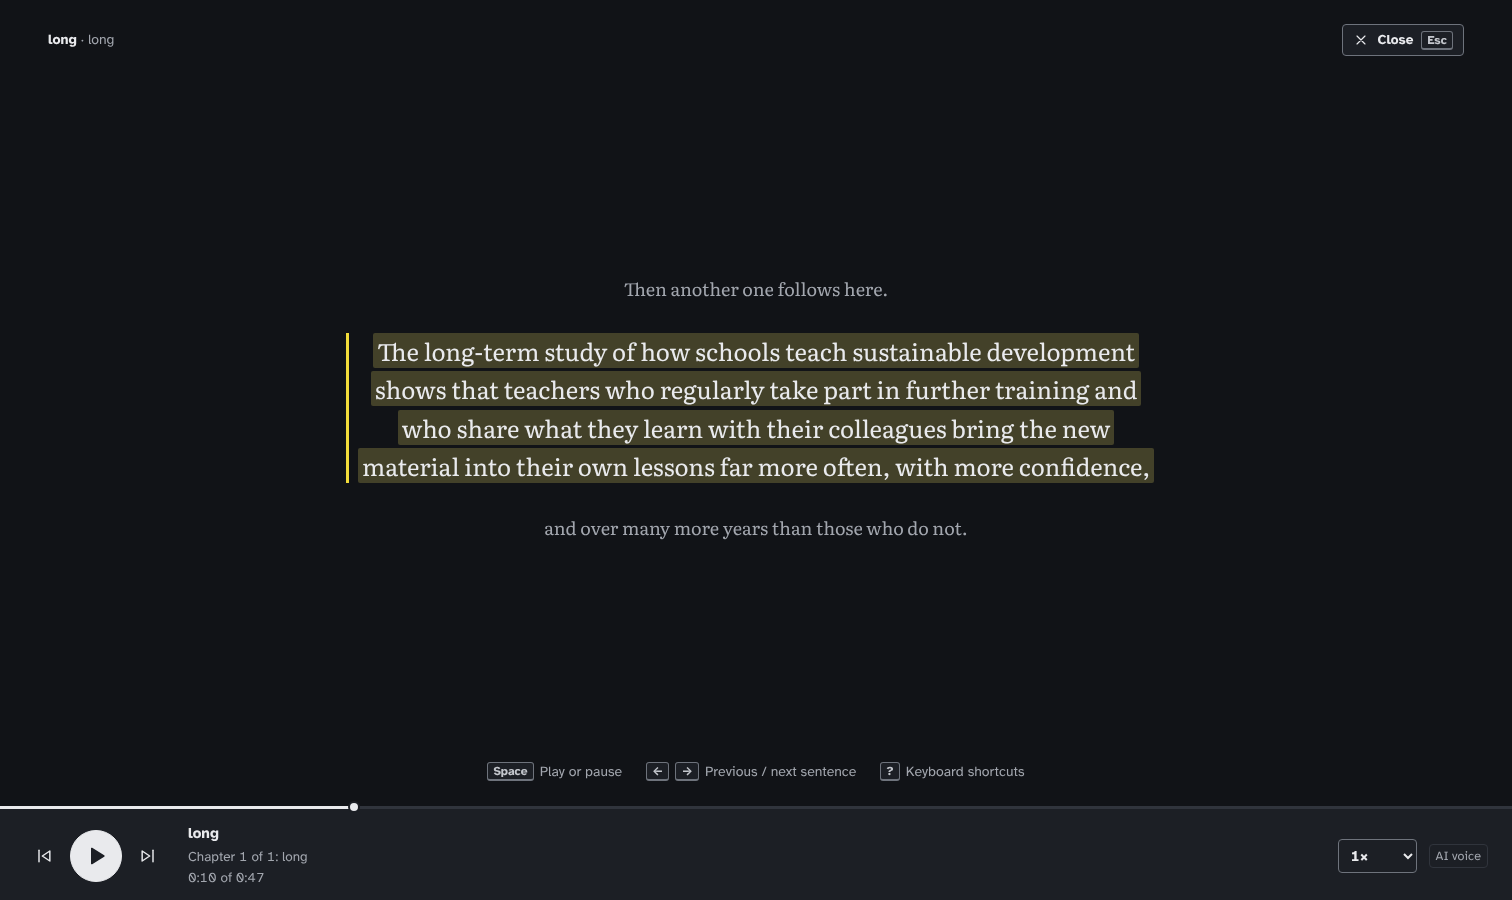 long · long
Close Esc
Then another one follows here.
The long-term study of how schools teach sustainable development
shows that teachers who regularly take part in further training and
who share what they learn with their colleagues bring the new
material into their own lessons far more often, with more confidence,
and over many more years than those who do not.
Space Play or pause ← → Previous / next sentence ? Keyboard shortcuts
long
Chapter 1 of 1: long
0:10 of 0:47
1× AI voice